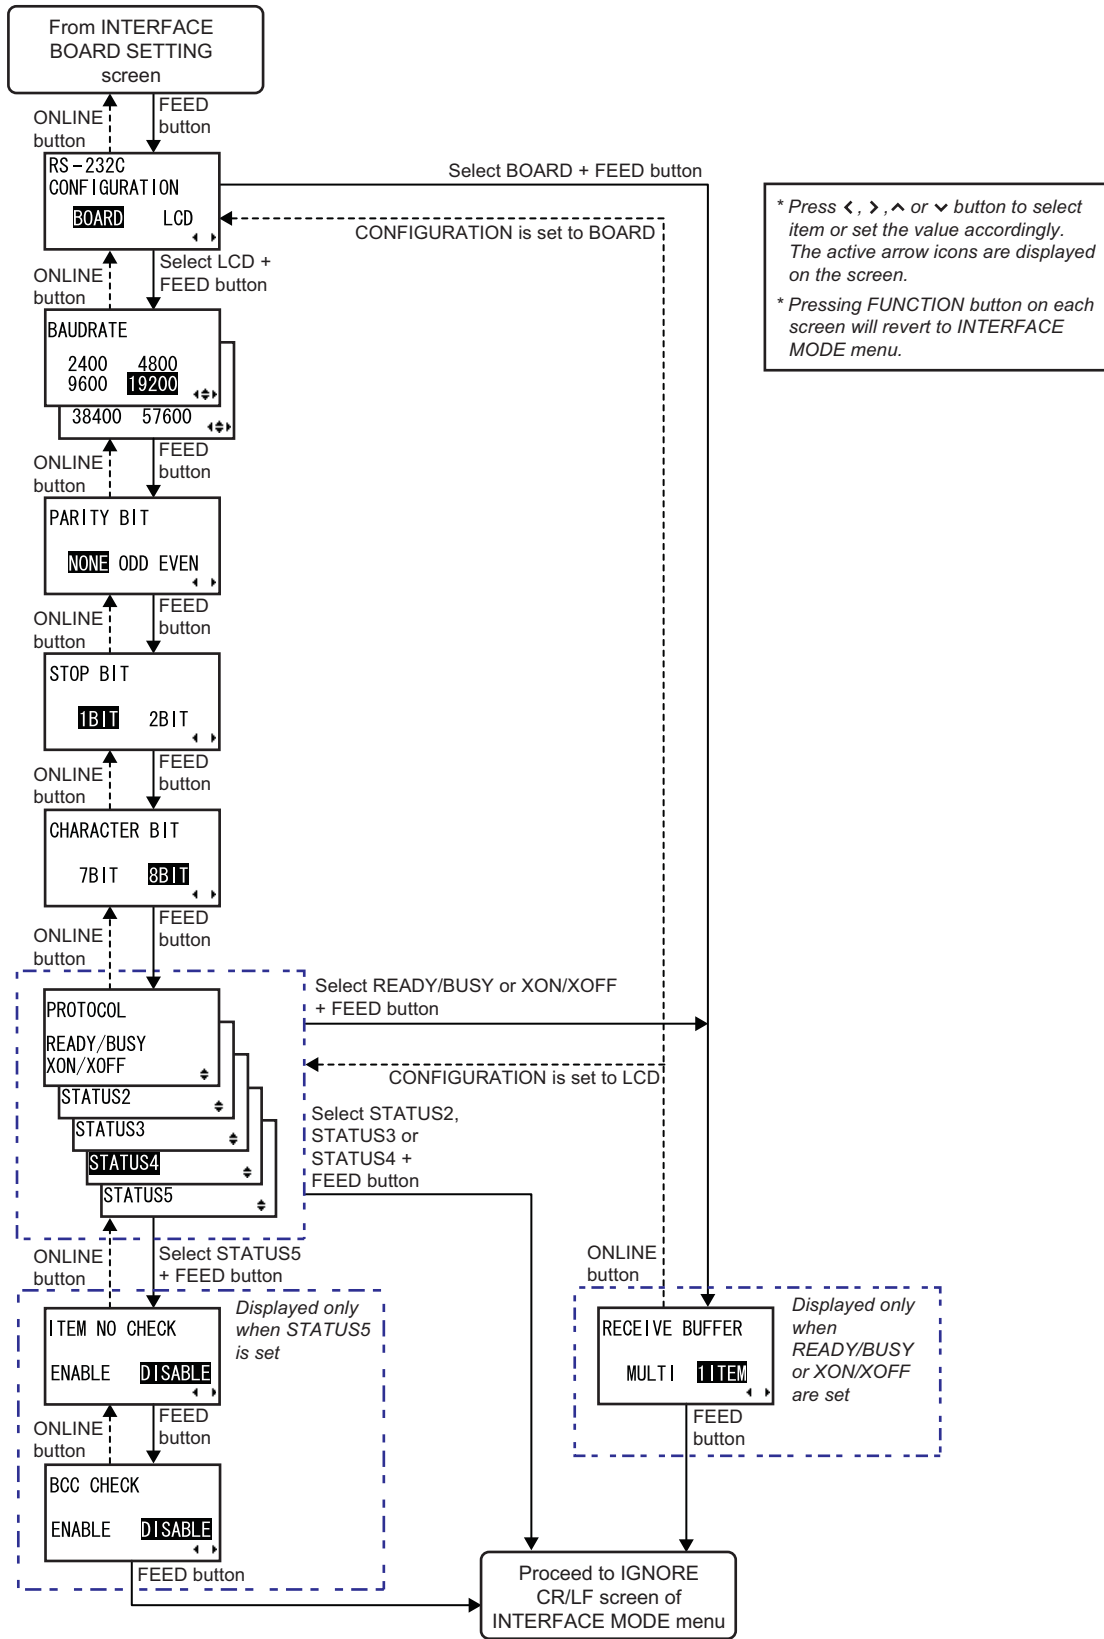 From INTERFACE
BOARD SETTING
screen
ONLINE
button
FEED
button
RS-232C
CONFIGURATION
BOARD LCD
Select BOARD + FEED button
CONFIGURATION is set to BOARD
* Press <, >, ^ or v button to select
item or set the value accordingly.
The active arrow icons are displayed
on the screen.
* Pressing FUNCTION button on each
screen will revert to INTERFACE
MODE menu.
ONLINE
button
Select LCD +
FEED button
BAUDRATE
2400 4800
9600 19200
38400 57600
ONLINE
button
FEED
button
PARITY BIT
NONE ODD EVEN
ONLINE
button
FEED
button
STOP BIT
1BIT 2BIT
ONLINE
button
FEED
button
CHARACTER BIT
7BIT 8BIT
ONLINE
button
FEED
button
PROTOCOL
READY/BUSY
XON/XOFF
STATUS2
STATUS3
STATUS4
STATUS5
Select READY/BUSY or XON/XOFF
+ FEED button
CONFIGURATION is set to LCD
Select STATUS2,
STATUS3 or
STATUS4 +
FEED button
ONLINE
button
Select STATUS5
+ FEED button
ONLINE
button
ITEM NO CHECK
ENABLE DISABLE
Displayed only
when STATUS5
is set
RECEIVE BUFFER
MULTI 1ITEM
Displayed only
when
READY/BUSY
or XON/XOFF
are set
ONLINE
button
FEED
button
FEED
button
BCC CHECK
ENABLE DISABLE
FEED button
Proceed to IGNORE
CR/LF screen of
INTERFACE MODE menu